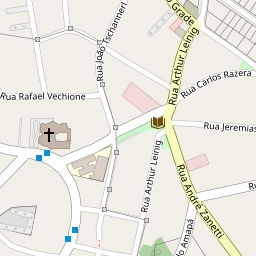 Grade
Rua João Tschannerl
Rua Arthur Leinig
Rua Carlos Razera
Rua Rafael Vechione
Rua Jeremias
Rua Arthur Leinig
Rua André Zanetti
Amapá